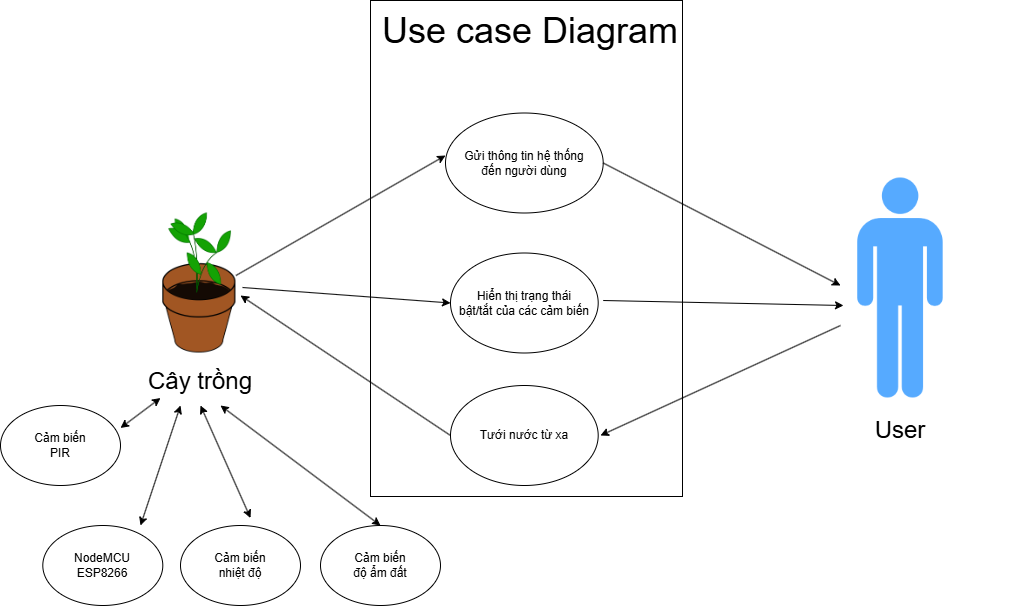 Use case Diagram
Gửi thông tin hệ thống
đến người dùng
Hiển thị trạng thái
bật/tắt của các cảm biến
Cây trồng
Tưới nước từ xa
User
Cảm biến
PIR
NodeMCU
ESP8266
Cảm biến
nhiệt độ
Cảm biến
độ ẩm đất